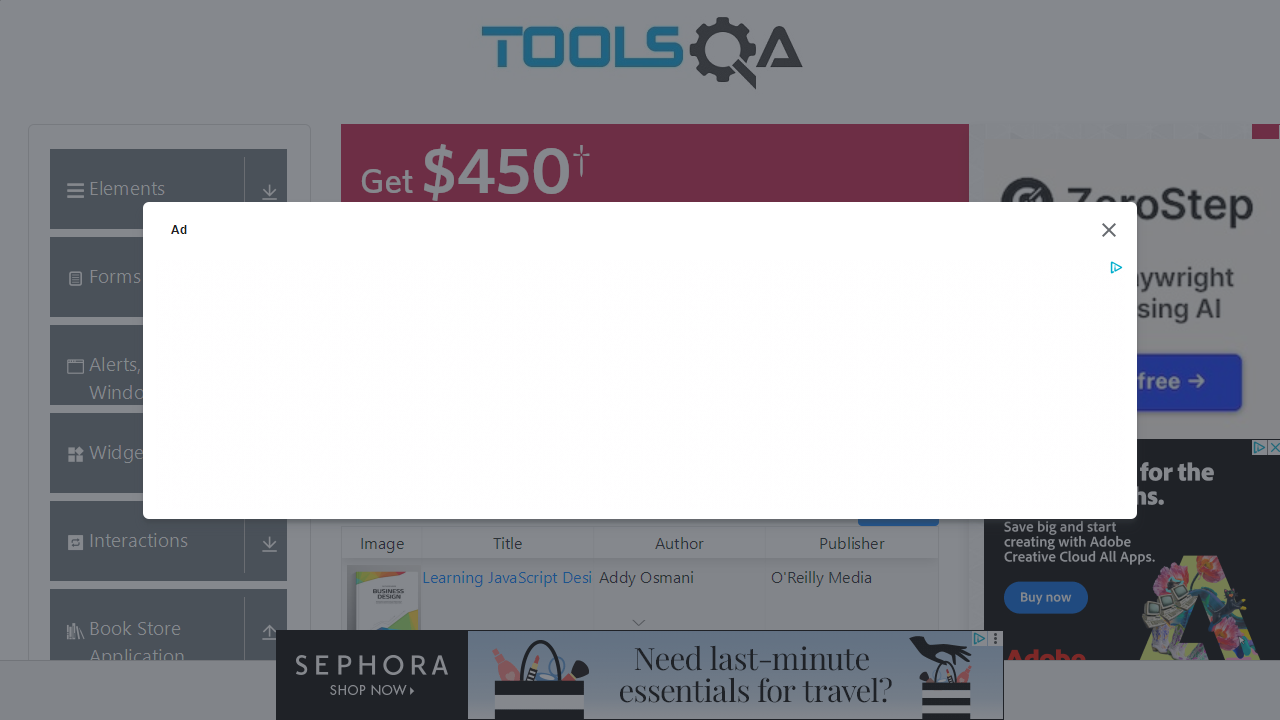 TOOLSQA
Elements
Forms
Alerts,
Windo
Widge
Interactions
Book Store
Application
Get $450†
Ad
ZeroStep
aywright
sing AI
free →
Image Title Author Publisher
Learning JavaScript Desi Addy Osmani O'Reilly Media
BUSINESS
DESIGN
for the
hs.
Save big and start
creating with Adobe
Creative Cloud All Apps.
Buy now
Adobe
SEPHORA
SHOP NOW
Need last-minute
essentials for travel?